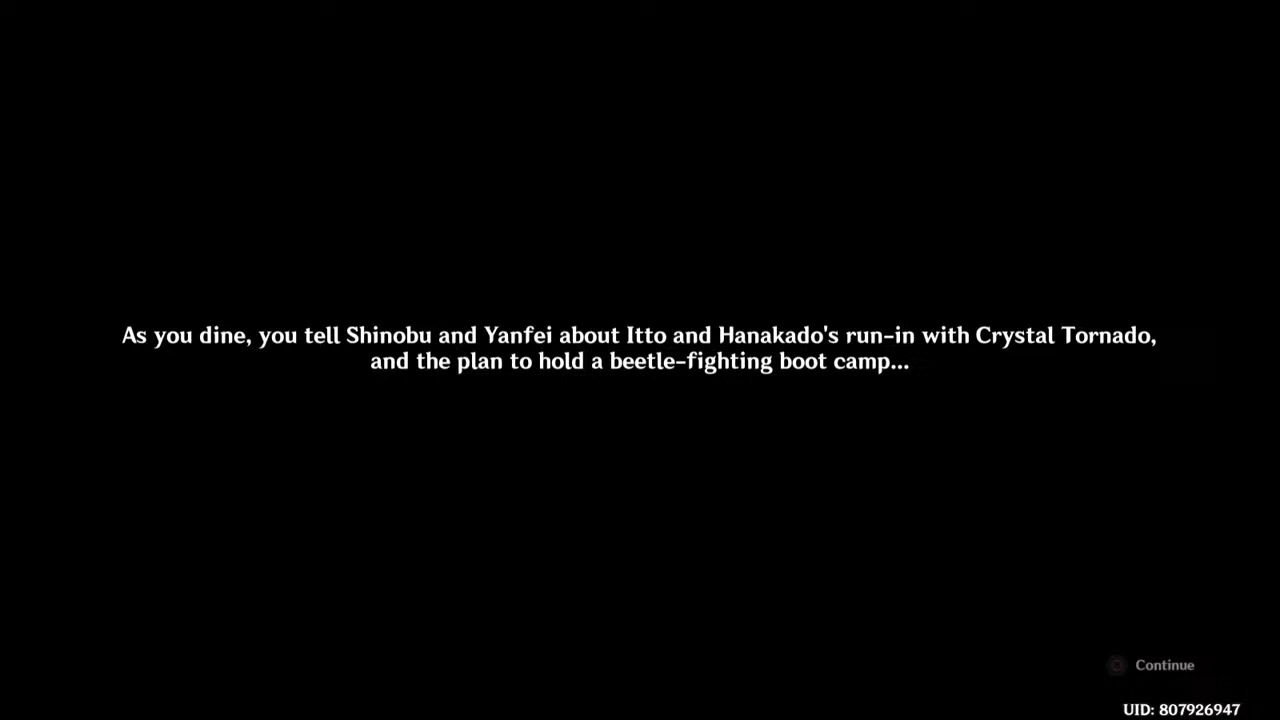 As you dine, you tell Shinobu and Yanfei about Itto and Hanakado's run-in with Crystal Tornado,
and the plan to hold a beetle-fighting boot camp...
Continue
UID: 807926947